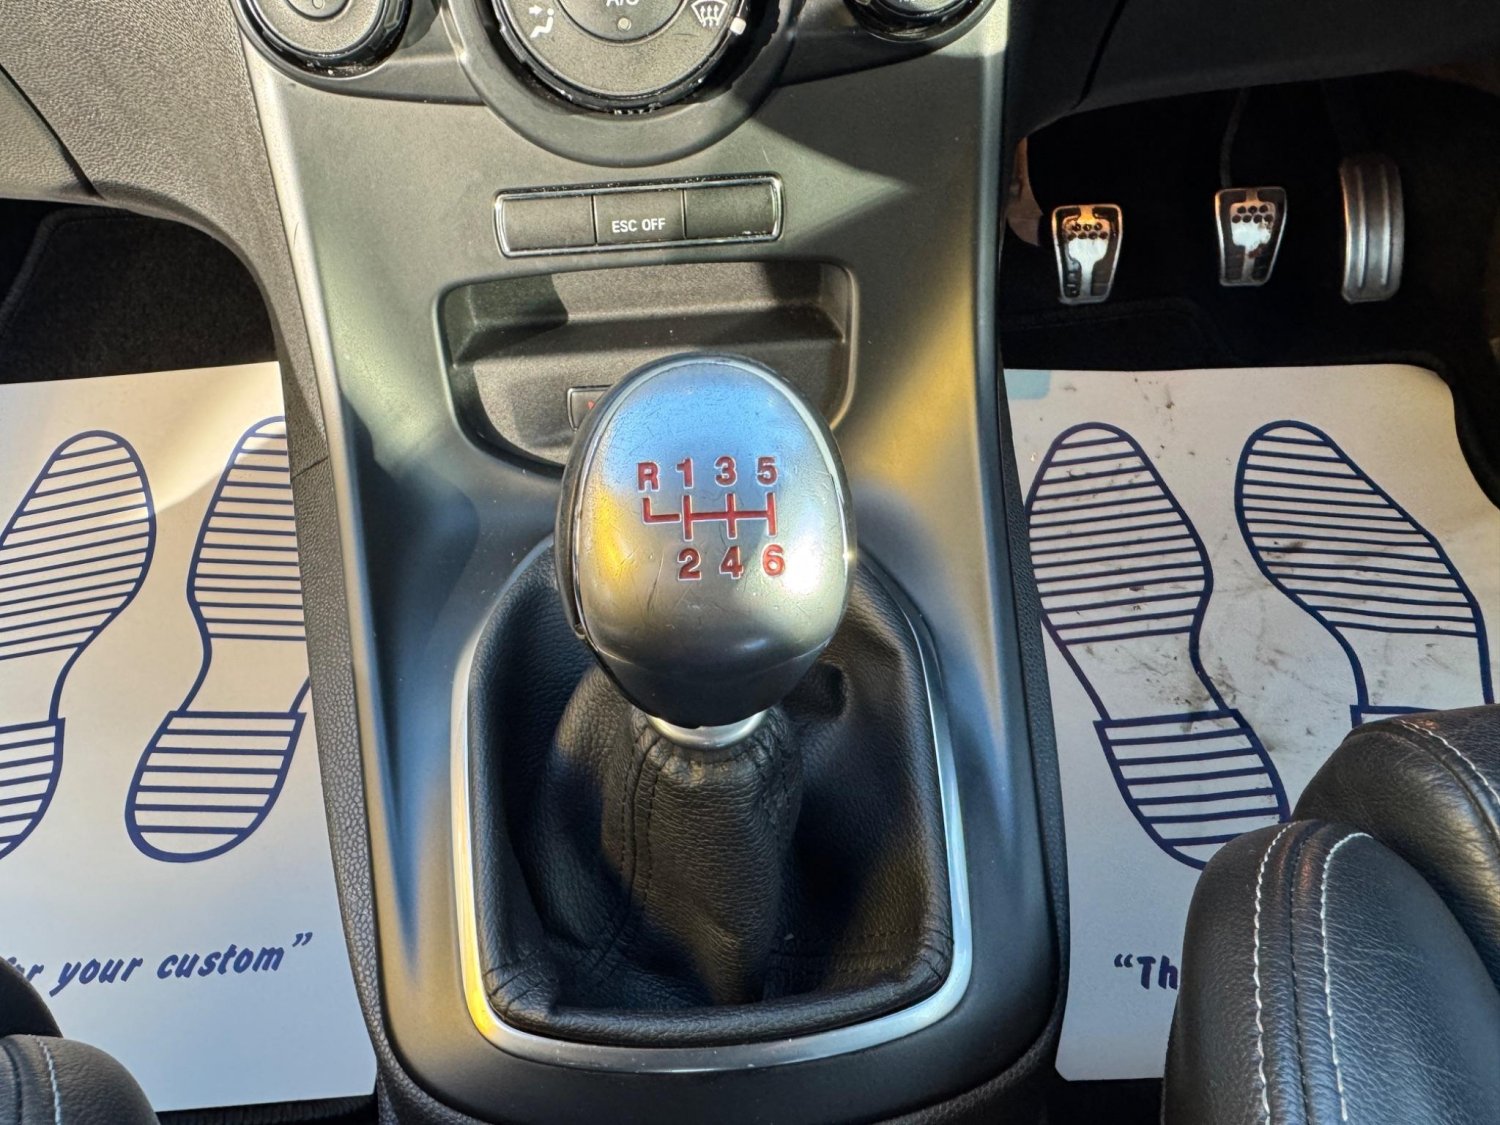 A/C
ESC OFF
R 1 3 5
2 4 6
your custom”
“Th